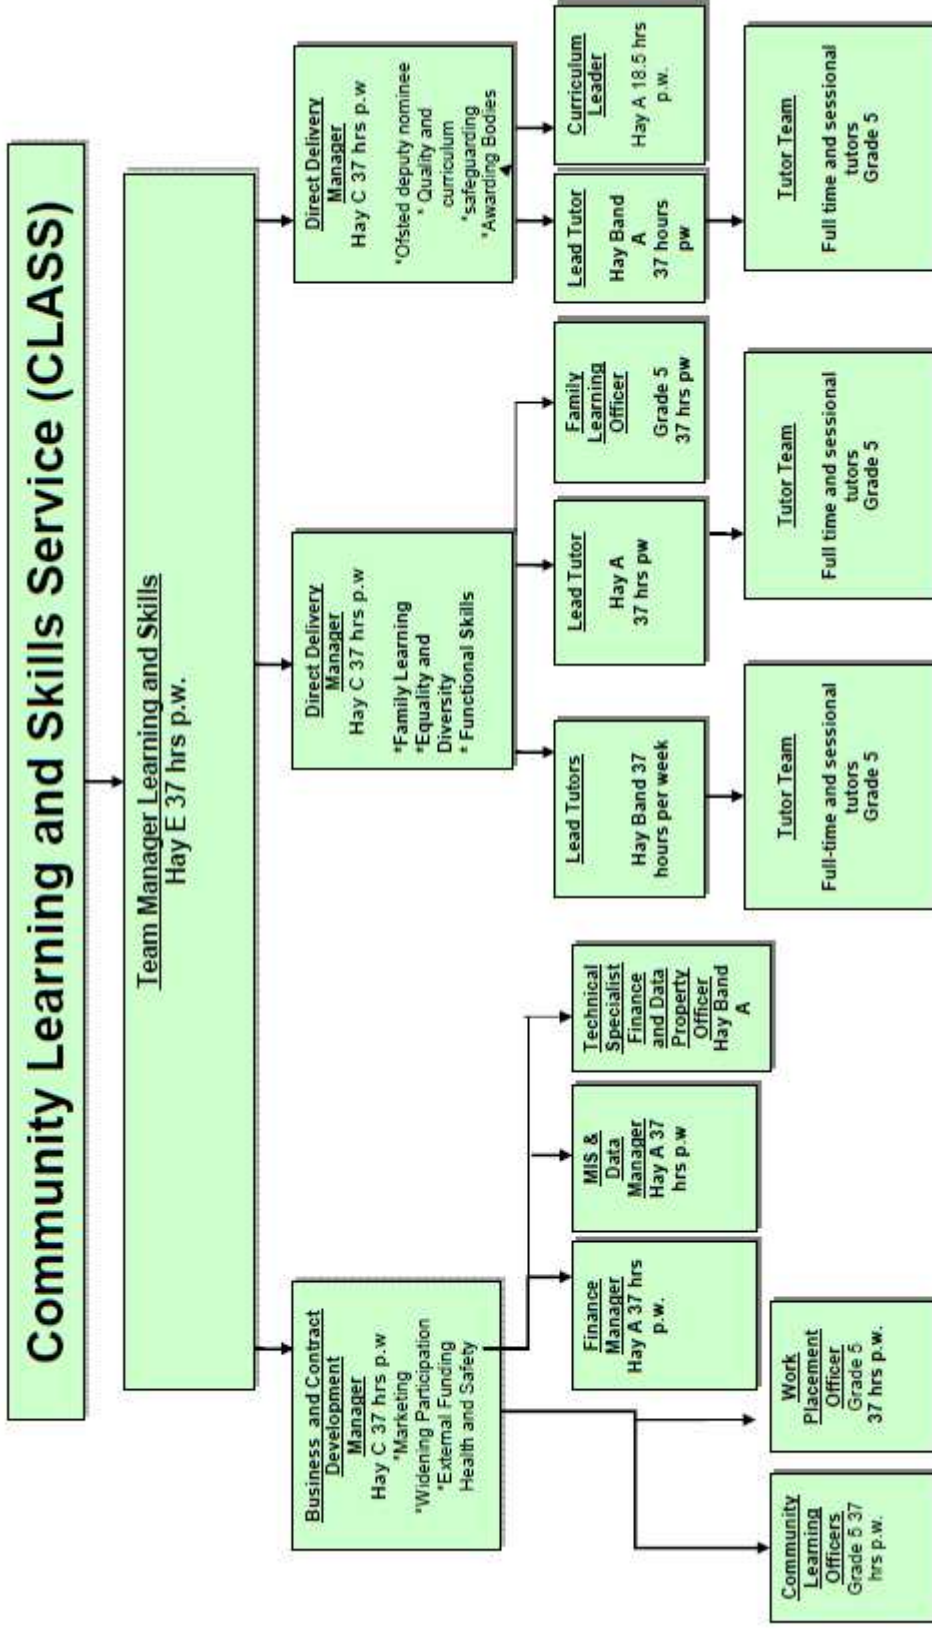 Community Learning and Skills Service (CLASS)
Team Manager Learning and Skills
Hay E 37 hrs p.w.
Business and Contract
Development
Manager
Hay C 37 hrs p.w
*Marketing
*Widening Participation
*External Funding
Health and Safety
Direct Delivery
Manager
Hay C 37 hrs p.w
*Family Learning
*Equality and
Diversity
* Functional Skills
Direct Delivery
Manager
Hay C 37 hrs p.w
*Ofsted deputy nominee
* Quality and
curriculum
*safeguarding
*Awarding Bodies
Finance
Manager
Hay A 37 hrs
p.w.
MIS &
Data
Manager
Hay A 37
hrs p.w
Technical
Specialist
Finance
and Data
Property
Officer
Hay Band
A
Lead Tutors
Hay Band 37
hours per week
Lead Tutor
Hay A
37 hrs pw
Family
Learning
Officer
Grade 5
37 hrs pw
Lead Tutor
Hay Band
A
37 hours
pw
Curriculum
Leader
Hay A 18.5 hrs
p.w.
Community
Learning
Officers
Grade 5 37
hrs p.w.
Work
Placement
Officer
Grade 5
37 hrs p.w.
Tutor Team
Full-time and sessional
tutors
Grade 5
Tutor Team
Full time and sessional
tutors
Grade 5
Tutor Team
Full time and sessional
tutors
Grade 5